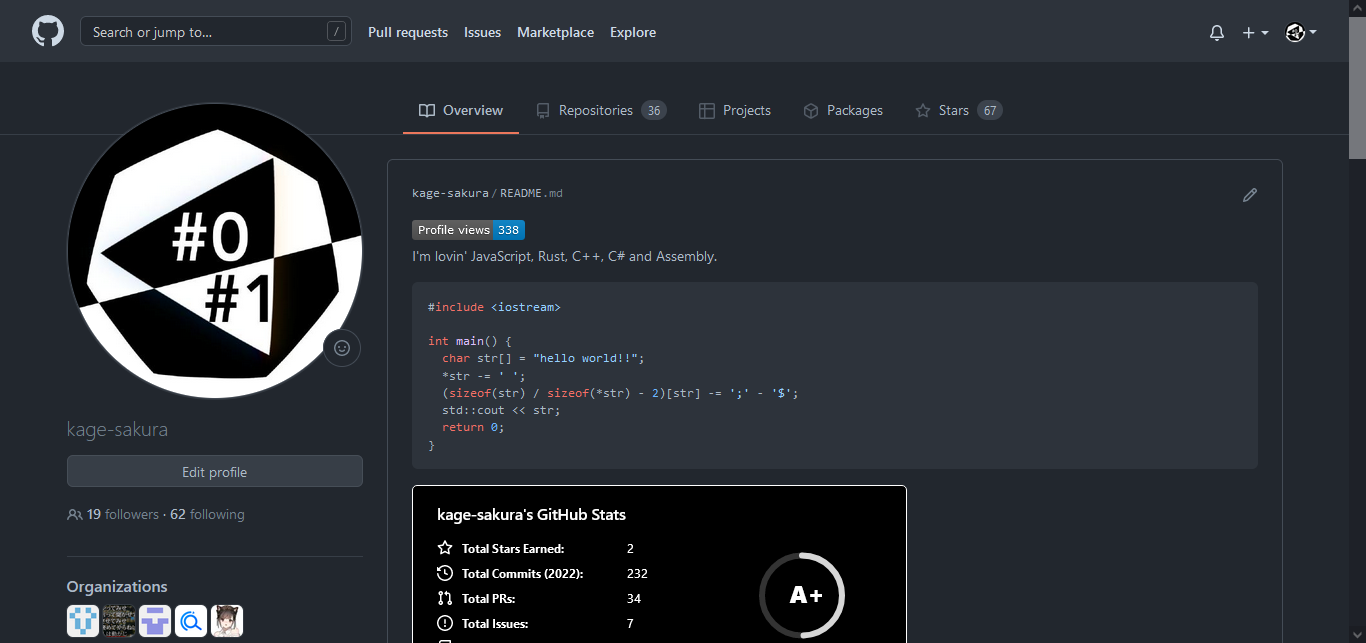 Search or jump to... /
Pull requests Issues Marketplace Explore
Overview Repositories 36 Projects Packages Stars 67
#0
#1
kage-sakura
Edit profile
19 followers · 62 following
Organizations
kage-sakura/README.md
Profile views 338
I'm lovin' JavaScript, Rust, C++, C# and Assembly.
#include <iostream>
int main() {
char str[] = "hello world!!";
*str -= ' ';
(sizeof(str) / sizeof(*str) - 2)[str] -= ';' - '$';
std::cout << str;
return 0;
}
kage-sakura's GitHub Stats
Total Stars Earned: 2
Total Commits (2022): 232
Total PRs: 34
Total Issues: 7
A+